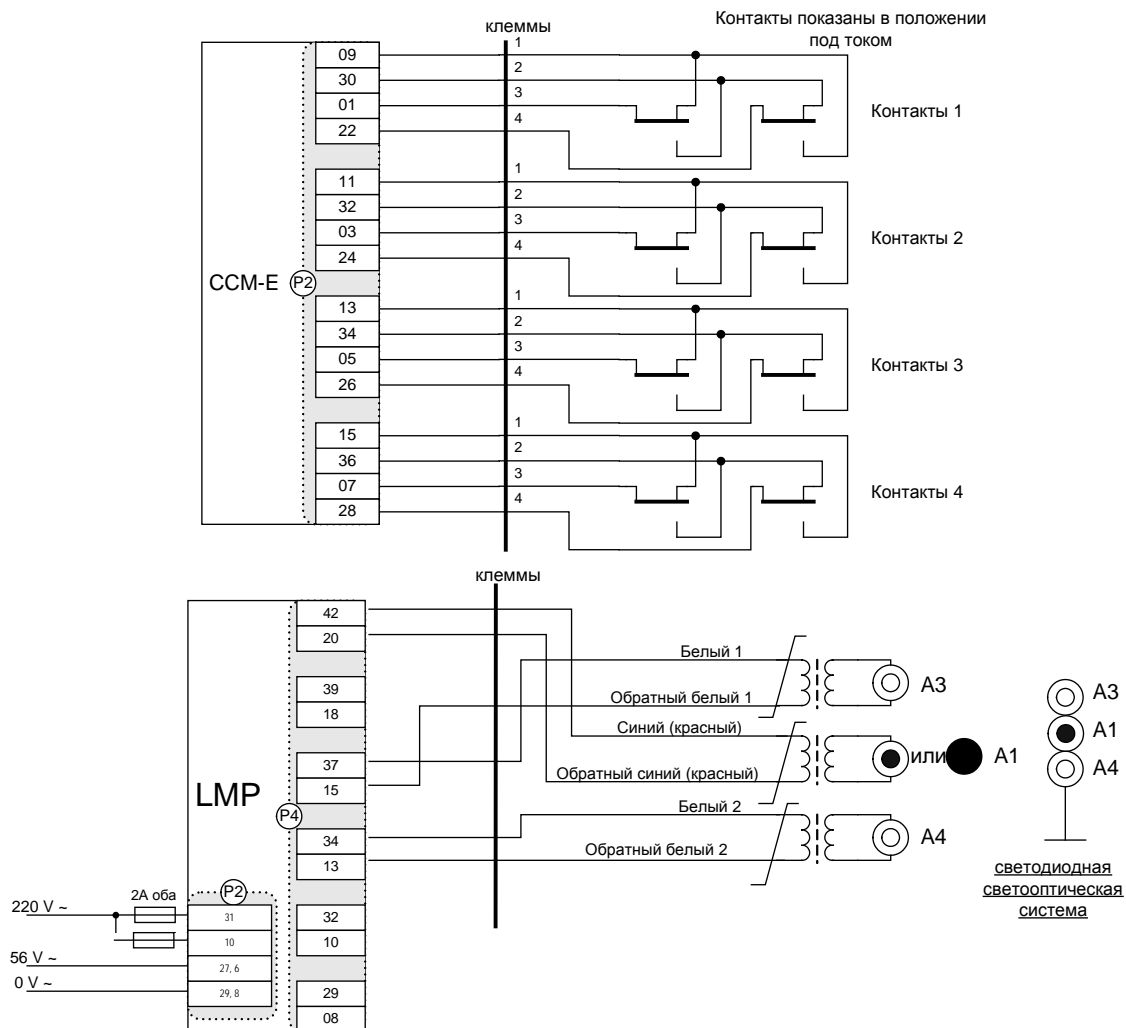 Контакты показаны в положении
под током
клеммы
CCM-E
P2
09
30
01
22
1
2
3
4
Контакты 1
11
32
03
24
1
2
3
4
Контакты 2
13
34
05
26
1
2
3
4
Контакты 3
15
36
07
28
1
2
3
4
Контакты 4
клеммы
LMP
P4
42
20
39
18
37
15
34
13
32
10
29
08
Белый 1
Обратный белый 1
A3
Синий (красный)
Обратный синий (красный)
или
A1
Белый 2
Обратный белый 2
A4
A3
A1
A4
светодиодная
светооптическая
система
P2
2А оба
220 V ~
31
10
56 V ~
27, 6
0 V ~
29, 8